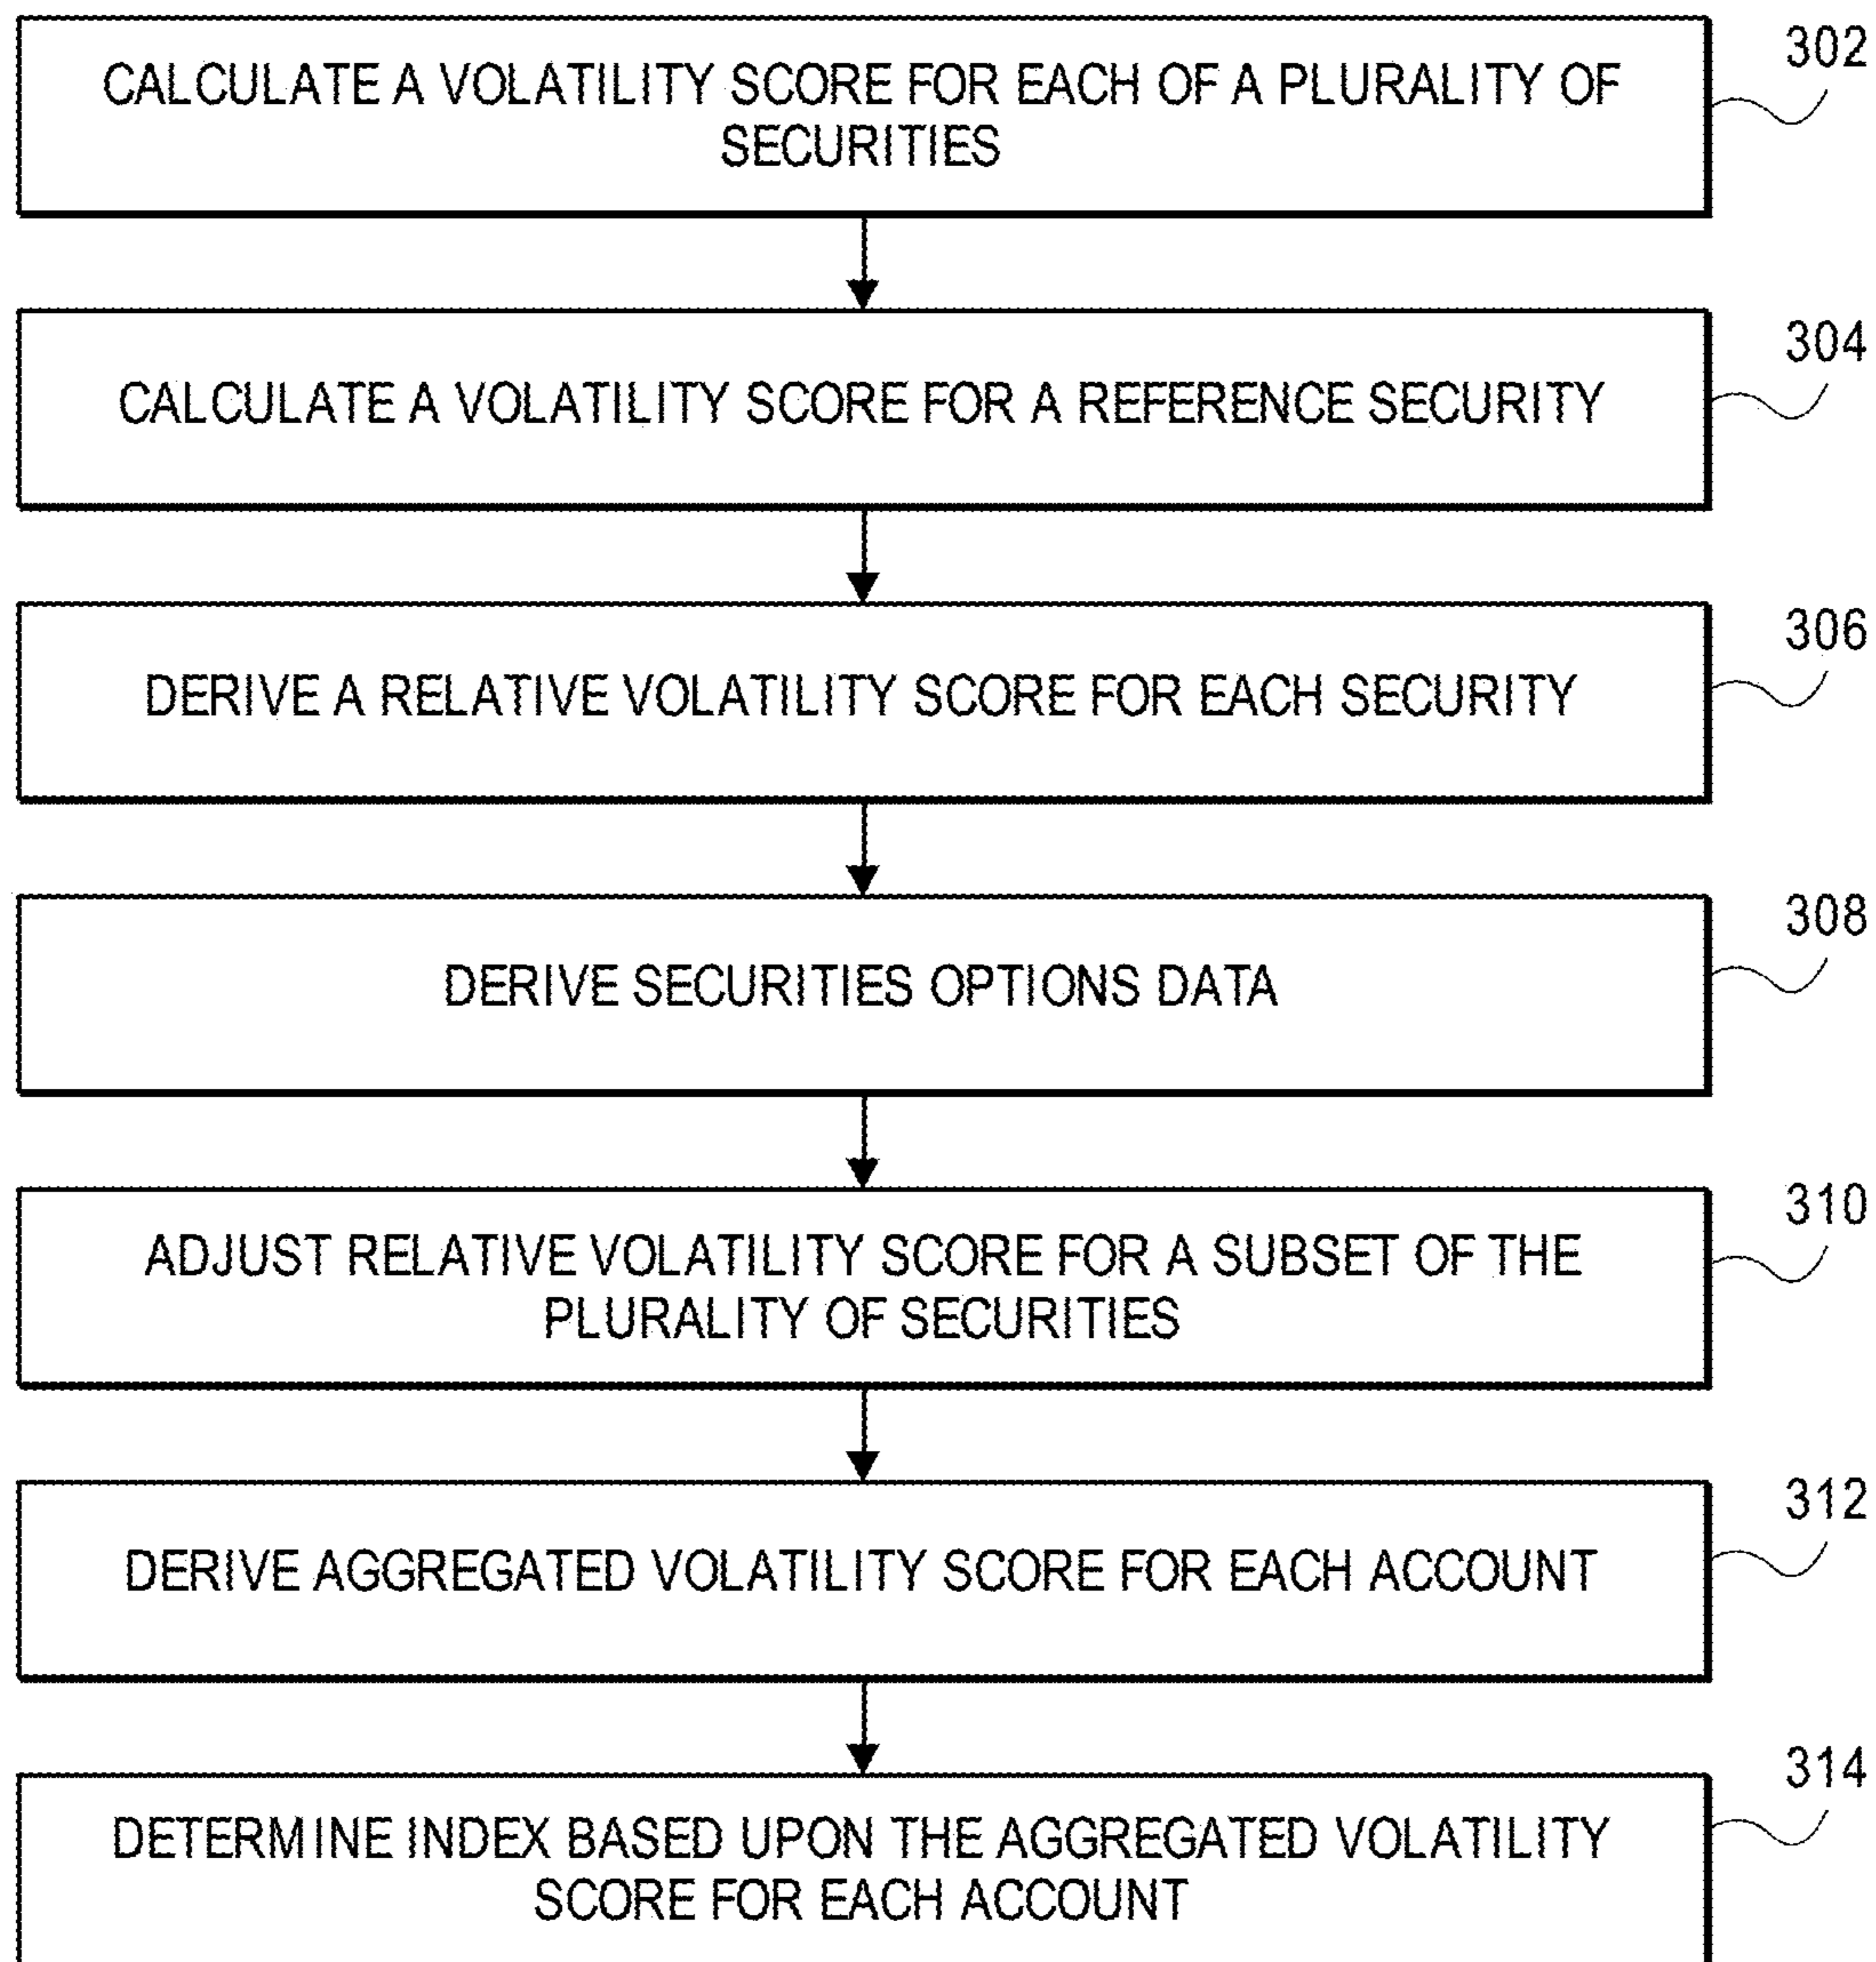 302
CALCULATE A VOLATILITY SCORE FOR EACH OF A PLURALITY OF
SECURITIES
304
CALCULATE A VOLATILITY SCORE FOR A REFERENCE SECURITY
306
DERIVE A RELATIVE VOLATILITY SCORE FOR EACH SECURITY
308
DERIVE SECURITIES OPTIONS DATA
310
ADJUST RELATIVE VOLATILITY SCORE FOR A SUBSET OF THE
PLURALITY OF SECURITIES
312
DERIVE AGGREGATED VOLATILITY SCORE FOR EACH ACCOUNT
314
DETERMINE INDEX BASED UPON THE AGGREGATED VOLATILITY
SCORE FOR EACH ACCOUNT